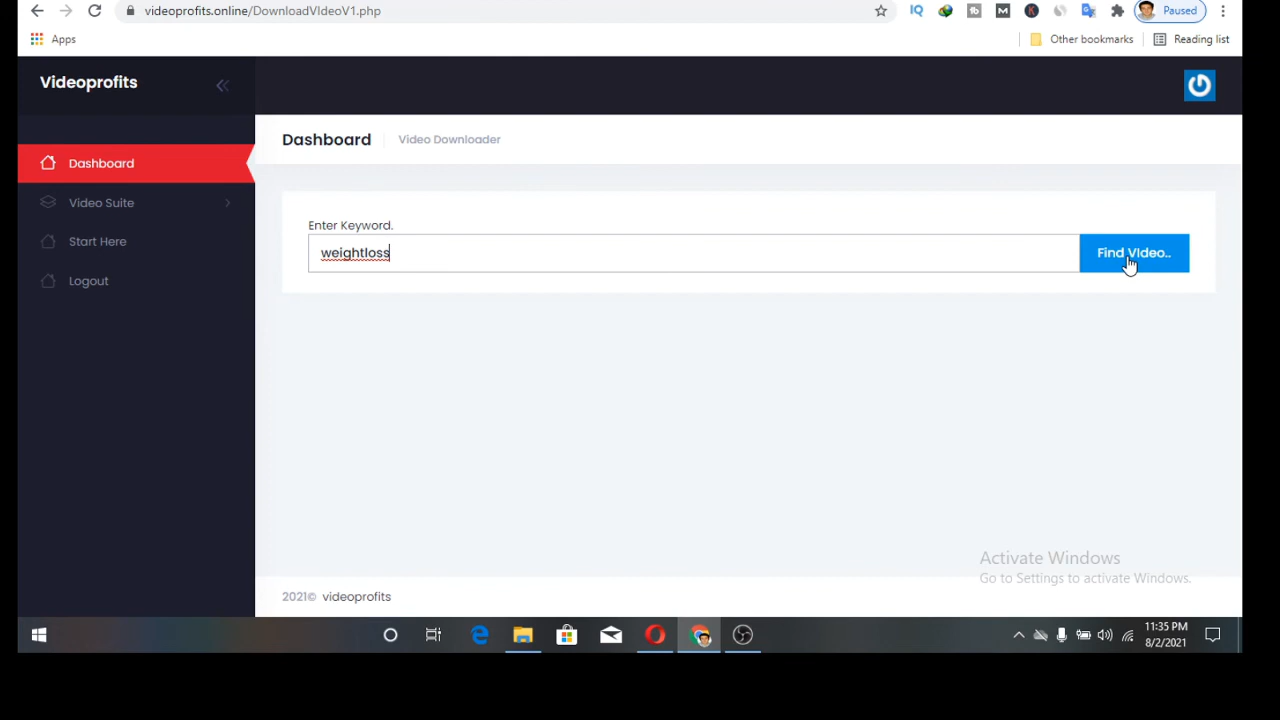 videoprofits.online/DownloadVIdeoV1.php
Paused
Apps
Other bookmarks
Reading list
Videoprofits
Dashboard
Video Downloader
Dashboard
Video Suite
Start Here
Logout
Enter Keyword.
weightloss
Find VIdeo..
Activate Windows
Go to Settings to activate Windows.
2021© videoprofits
11:35 PM
8/2/2021